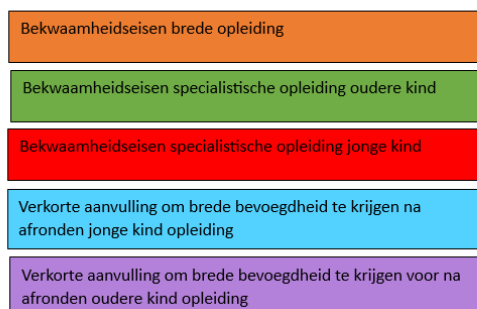 Bekwaamheidseisen brede opleiding
Bekwaamheidseisen specialistische opleiding oudere kind
Bekwaamheidseisen specialistische opleiding jonge kind
Verkorte aanvulling om brede bevoegdheid te krijgen na
afronden jonge kind opleiding
Verkorte aanvulling om brede bevoegdheid te krijgen voor na
afronden oudere kind opleiding